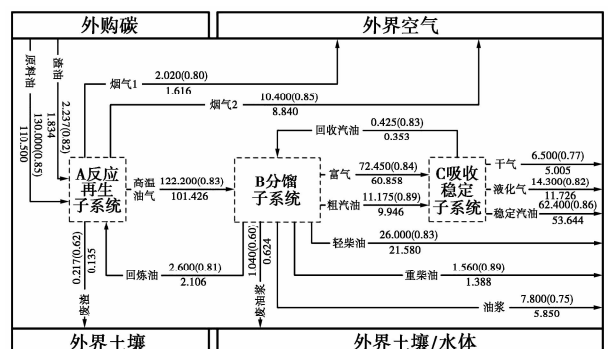 外购碳
外界空气
原料油
130.000(0.85)
110.500
渣油
2.237(0.82)
1.834
烟气1
2.020(0.80)
1.616
烟气2
10.400(0.85)
8.840
回收汽油
0.425(0.83)
0.353
A反应
再生
子系统
高温
油气
122.200(0.83)
101.426
B分馏
子系统
富气
72.450(0.84)
60.858
粗汽油
11.175(0.89)
9.946
C吸收
稳定
子系统
干气
6.500(0.77)
5.005
液化气
14.300(0.82)
11.726
稳定汽油
62.400(0.86)
53.644
轻柴油
26.000(0.83)
21.580
回炼油
2.600(0.81)
2.106
重柴油
1.560(0.89)
1.388
油浆
7.800(0.75)
5.850
废渣
0.217(0.62)
0.135
废油浆
1.040(0.60)
0.624
外界土壤
外界土壤/水体